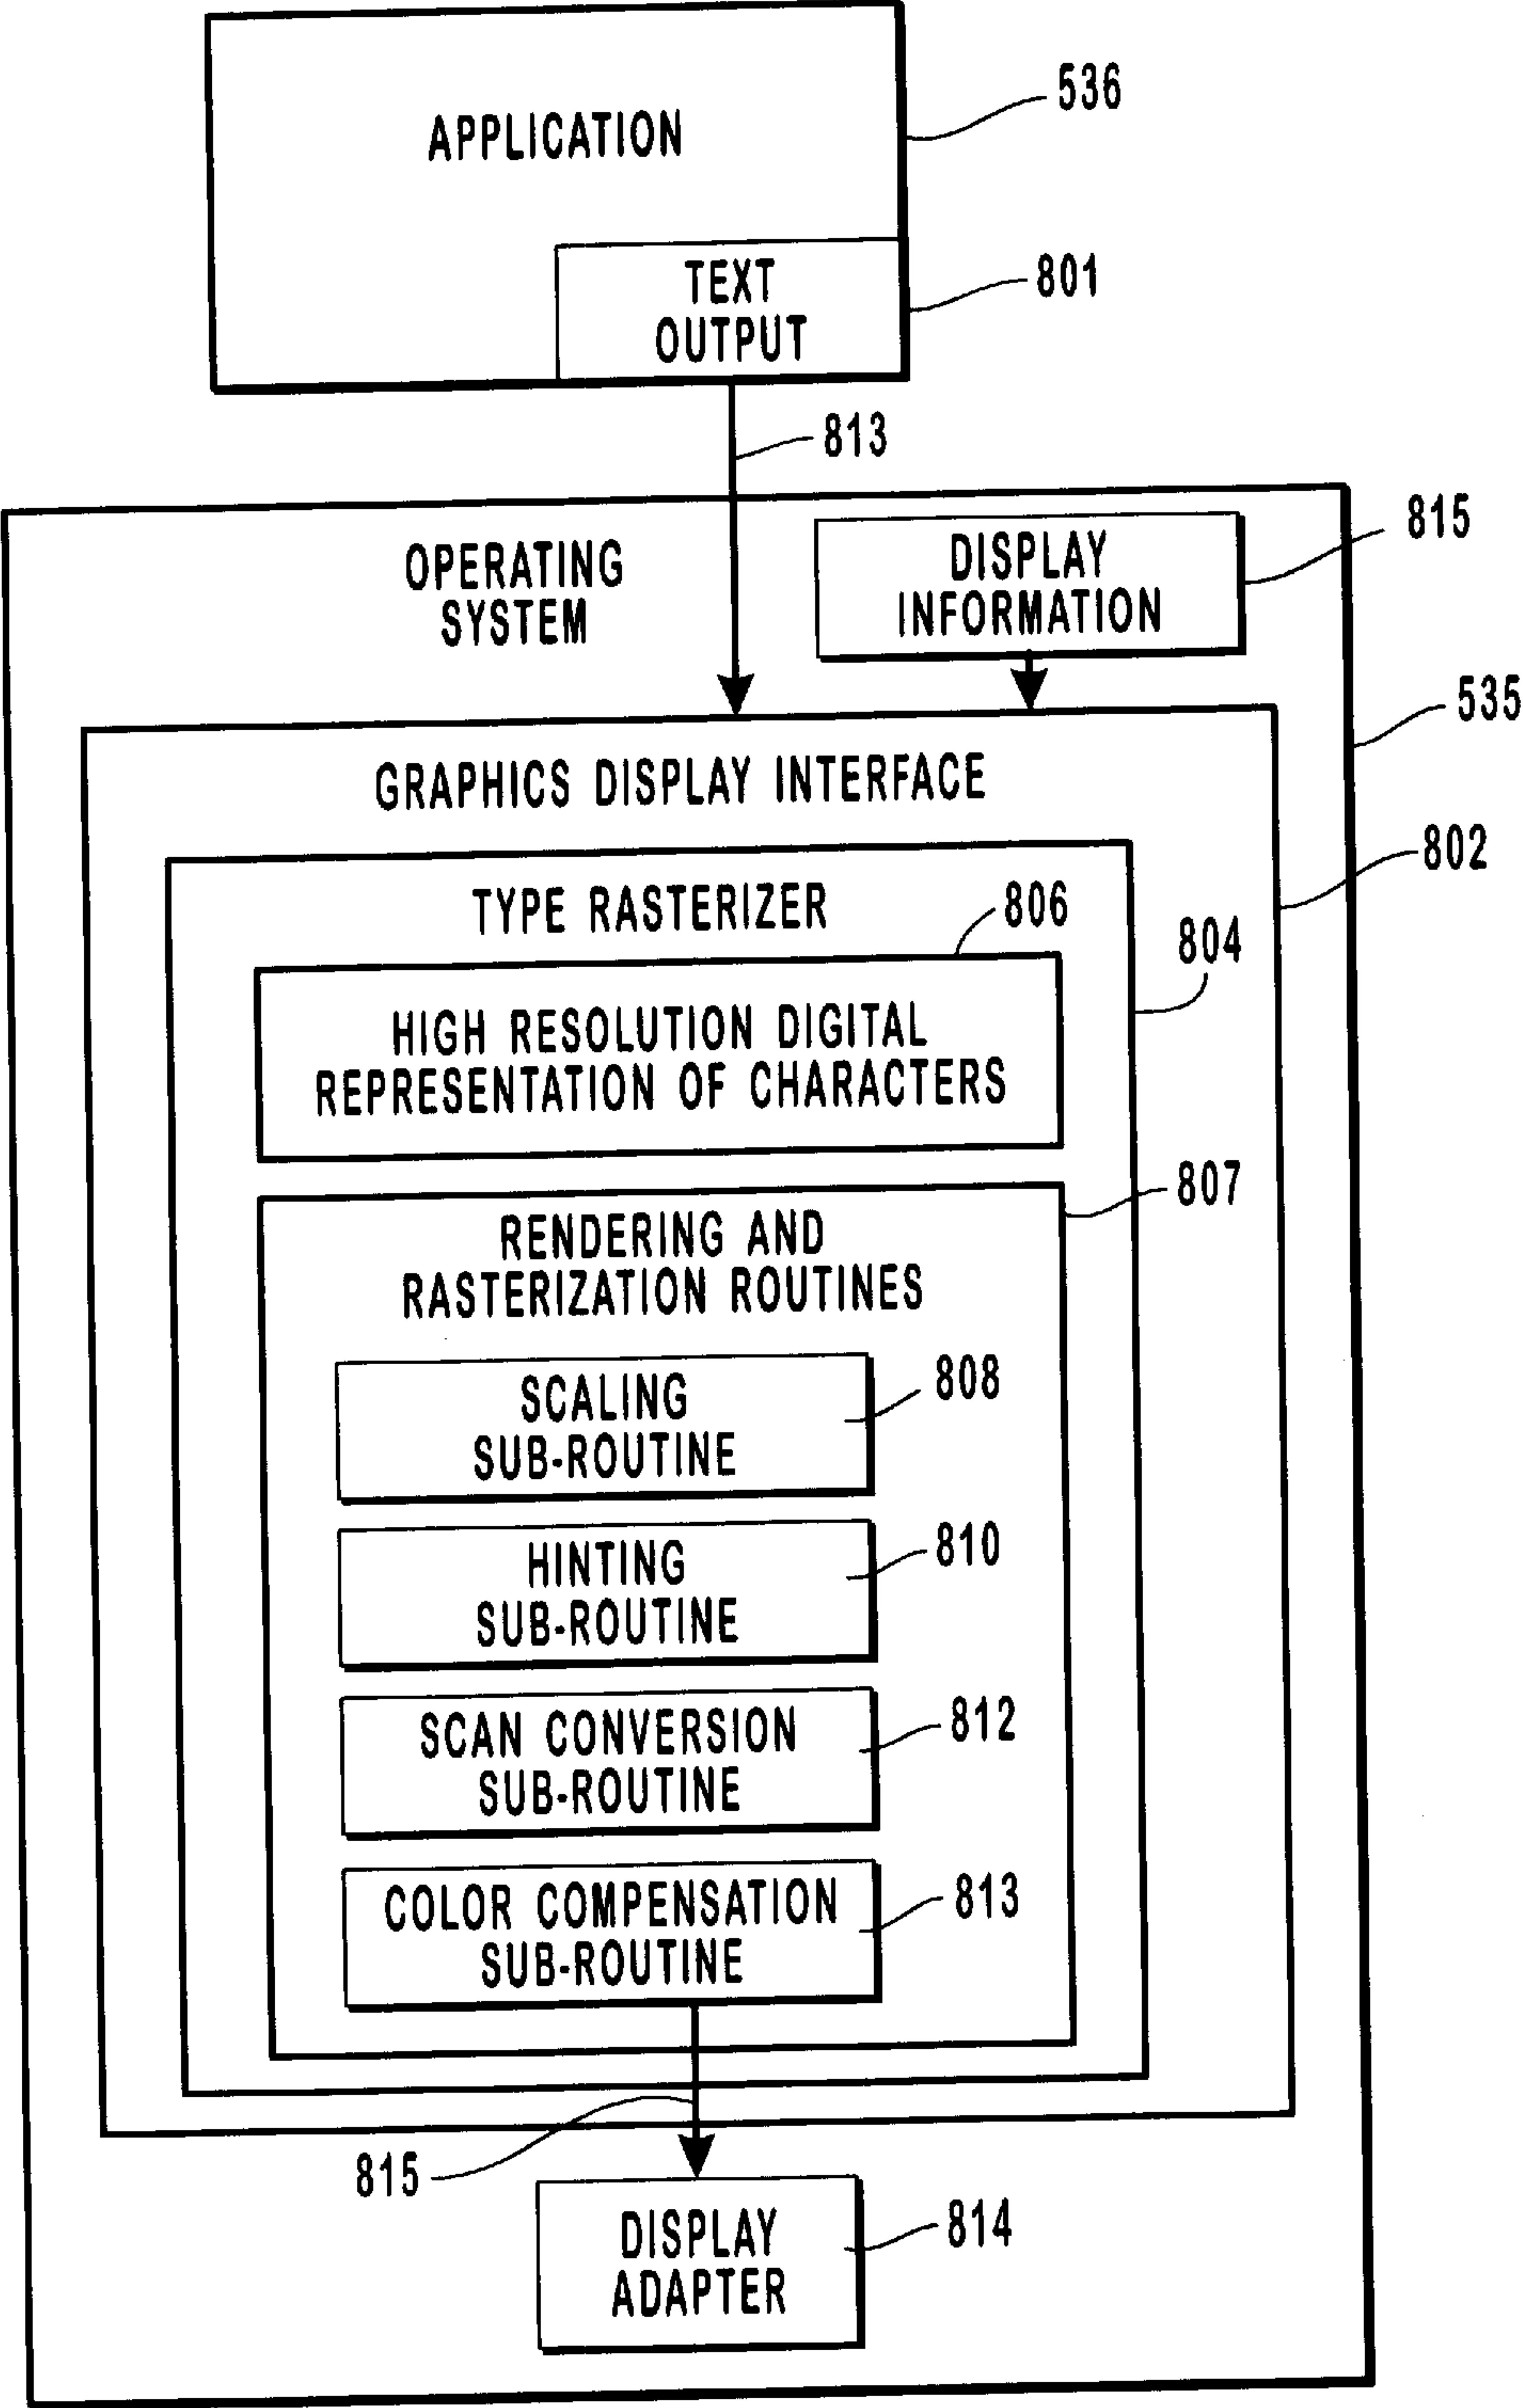 APPLICATION
536
TEXT
OUTPUT
801
813
OPERATING
SYSTEM
DISPLAY
INFORMATION
815
535
GRAPHICS DISPLAY INTERFACE
802
TYPE RASTERIZER
806
804
HIGH RESOLUTION DIGITAL
REPRESENTATION OF CHARACTERS
807
RENDERING AND
RASTERIZATION ROUTINES
SCALING
SUB-ROUTINE
808
HINTING
SUB-ROUTINE
810
SCAN CONVERSION
SUB-ROUTINE
812
COLOR COMPENSATION
SUB-ROUTINE
813
815
DISPLAY
ADAPTER
814